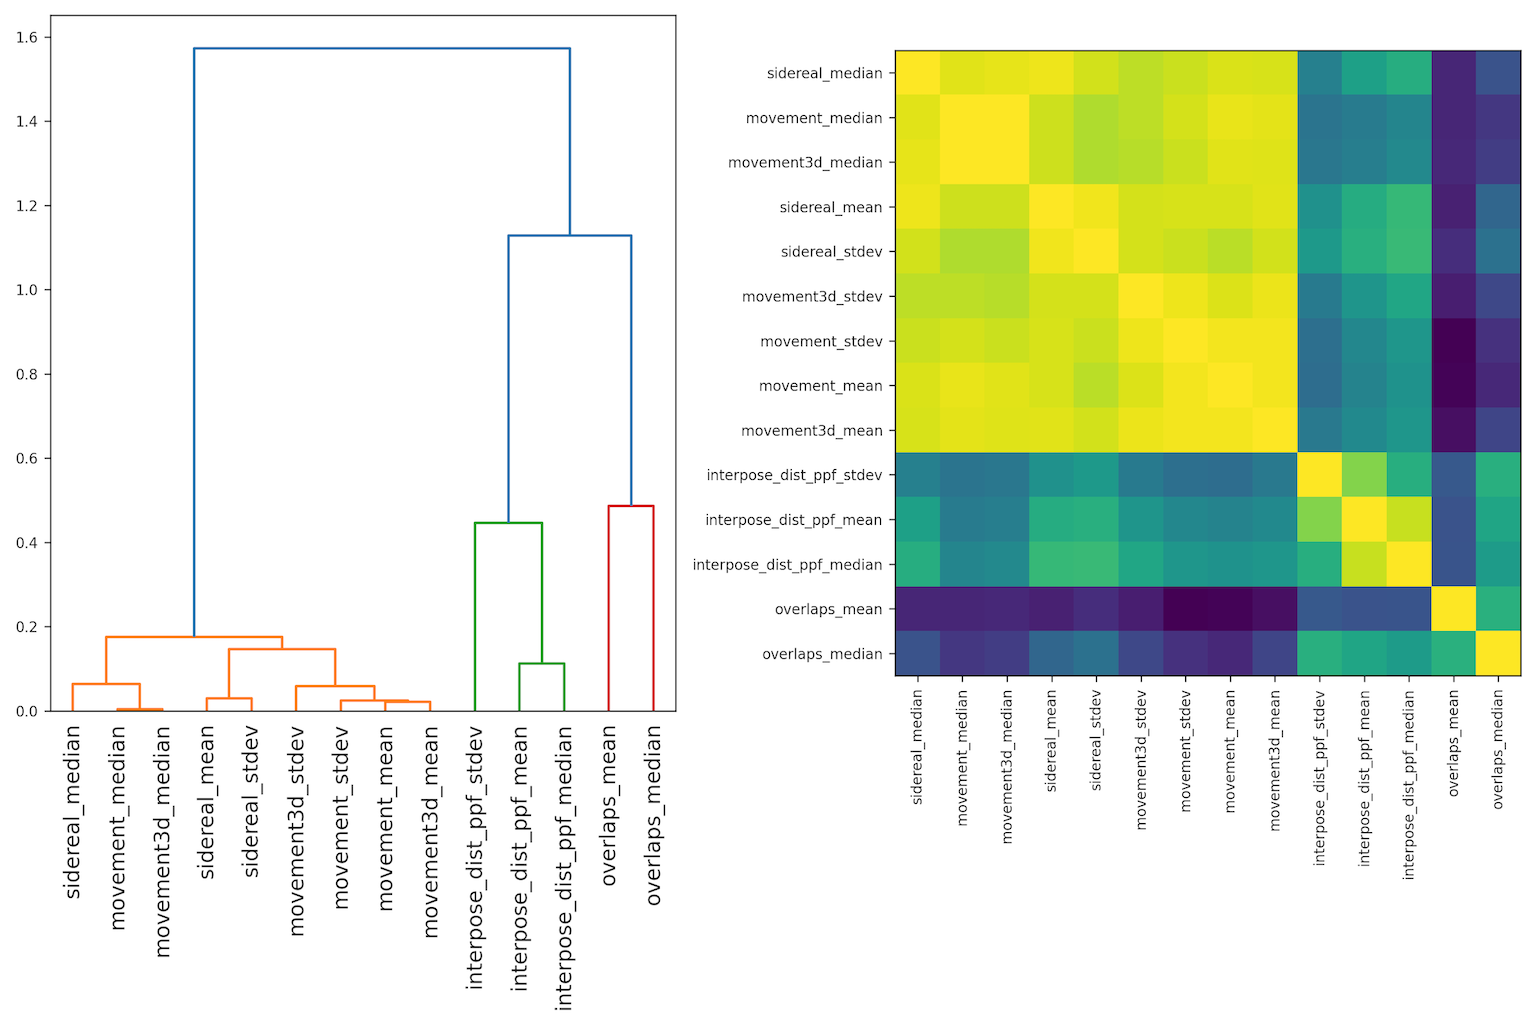 1.6
1.4
1.2
1.0
0.8
0.6
0.4
0.2
0.0
sidereal_median
movement_median
movement3d_median
sidereal_mean
sidereal_stdev
movement3d_stdev
movement_stdev
movement_mean
movement3d_mean
interpose_dist_ppf_stdev
interpose_dist_ppf_mean
interpose_dist_ppf_median
overlaps_mean
overlaps_median
sidereal_median
movement_median
movement3d_median
sidereal_mean
sidereal_stdev
movement3d_stdev
movement_stdev
movement_mean
movement3d_mean
interpose_dist_ppf_stdev
interpose_dist_ppf_mean
interpose_dist_ppf_median
overlaps_mean
overlaps_median
sidereal_median
movement_median
movement3d_median
sidereal_mean
sidereal_stdev
movement3d_stdev
movement_stdev
movement_mean
movement3d_mean
interpose_dist_ppf_stdev
interpose_dist_ppf_mean
interpose_dist_ppf_median
overlaps_mean
overlaps_median